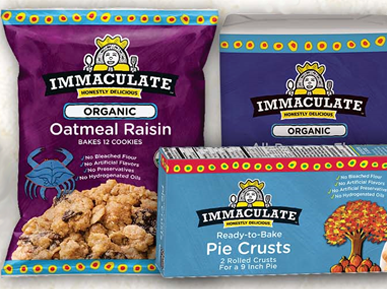 IMMACULATE
HONESTLY DELICIOUS
ORGANIC
Oatmeal Raisin
BAKES 12 COOKIES
✓No Bleached Flour
✓No Artificial Flavors
✓No Preservatives
✓No Hydrogenated Oils
IMMACULATE
HONESTLY DELICIOUS
ORGANIC
IMMACULATE
HONESTLY DELICIOUS
Ready-to-Bake
Pie Crusts
2 Rolled Crusts
For a 9 Inch Pie
✓No Bleached Flour
✓No Artificial Flavors
✓No Artificial Preservatives
✓No Hydrogenated Oils